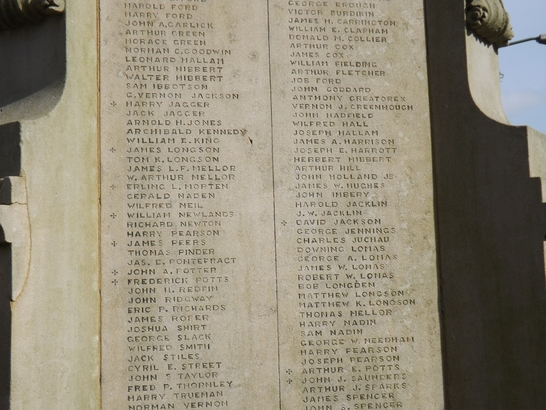 HAROLD FORD
HARRY FORD
JOHN A. GARLICK
ARTHUR GREEN
HORACE GREEN
NORMAN C. GOODWIN
LEONARD HALLAM
ARTHUR HIBBERT
WALTER HIBBERT
SAM IBBOTSON
G. VERNON JACKSON
HARRY JAGGER
JACK JAGGER
ARNOLD H. JONES
ARCHIBALD KENNEDY
WILLIAM E. KING
JAMES LONGSON
TOM K. LONGSON
JAMES L. F. MELLOR
W. ARTHUR MELLOR
ERLING L. MORTEN
GERALD NADEN
WILFRED NEIL
WILLIAM NEWLANDS
RICHARD NEWTON
HARRY PEARSON
JAMES PEERS
THOMAS PINDER
JAS. E. PONTEFRACT
JOHN A. POTTER
FREDERICK POTTS
JOHN H. REDFIN
JOHN RIDGWAY
ERIC P. RICHARDS
JAMES ROPER
JOSHUA SHIRT
GEORGE SLACK
WILFRED SMITH
JACK STILES
CYRIL E. STREET
JOHN S TAYLOR
FRED P. THORNLEY
HARRY TRUEMAN
NORMAN VERNON
GEORGE BROUGH
VICTOR BURDIKIN
JAMES H. CARRINGTON
WILLIAM E. CLAPHAM
DONALD M. COLLIER
ARTHUR COX
JAMES COX
WILLIAM FIELDING
ARTHUR FLETCHER
JOB FORD
JOHN GODDARD
ANTHONY GREATOREX
VERNON J. GREENHOUGH
JOHN HADFIELD
WILFRED HALL
JOSEPH HALLAM
JAMES A. HARRISON
JOSEPH E. HARROTT
HERBERT HIBBERT
ARTHUR HILL
JOHN HOLLAND JS
JAMES W. HUGHES
JOHN IMBERY
HAROLD JACKLIN
J. W. JACKLIN
DAVID JACKSON
GEORGE JENNINGS
CHARLES JUCHAU
DOWNING LOMAS
GEORGE A. LOMAS
JAMES W. LOMAS
ROBERT W. LOMAS
BOB LONGDEN
MATTHEW LONGSON
MATTHEW K. LONGSON
THOMAS MELLOR
HARRY NADIN
SAM NADIN
GEORGE W. NEEDHAM
HARRY PEARSON
JOSEPH PEARSON
ARTHUR E. POTTS
JOHN J. SAUNDERS
ARTHUR J. SPARKS
JAMES SPENCER
JOHN S. SPENCER